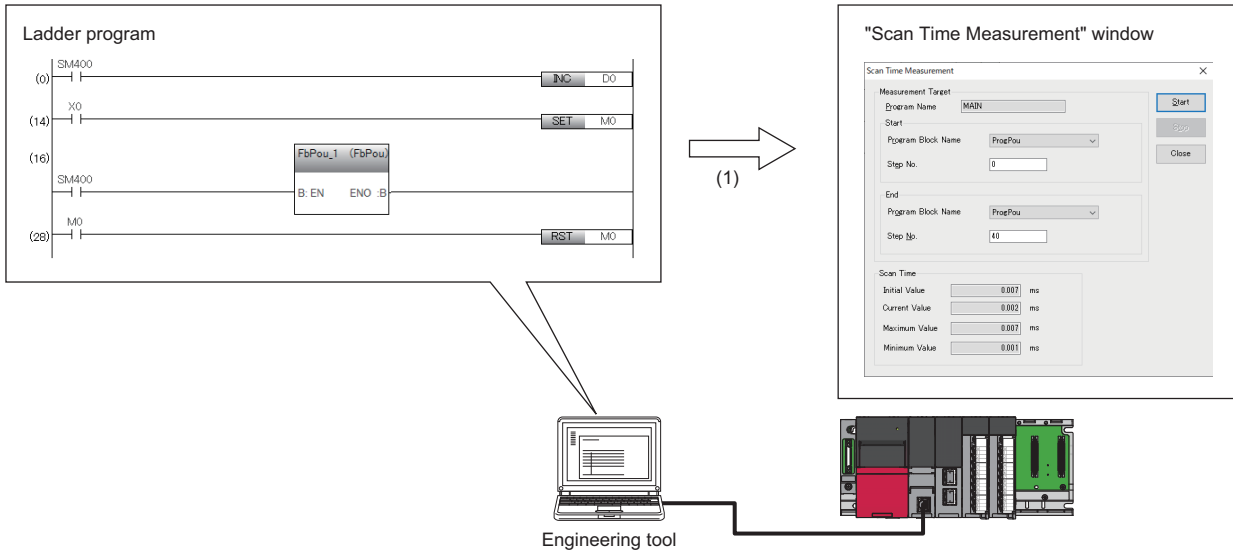 Ladder program
SM400
(0)
INC D0
X0
(14)
SET M0
(16)
FbPou_1 (FbPou)
SM400
B: EN ENO :B
M0
(28)
RST M0
(1)
"Scan Time Measurement" window
Scan Time Measurement
Measurement Target
Program Name MAIN
Start
Start
Program Block Name ProgPou
Stop
Step No. 0
Close
End
Program Block Name ProgPou
Step No. 40
Scan Time
Initial Value 0.007 ms
Current Value 0.002 ms
Maximum Value 0.007 ms
Minimum Value 0.001 ms
Engineering tool